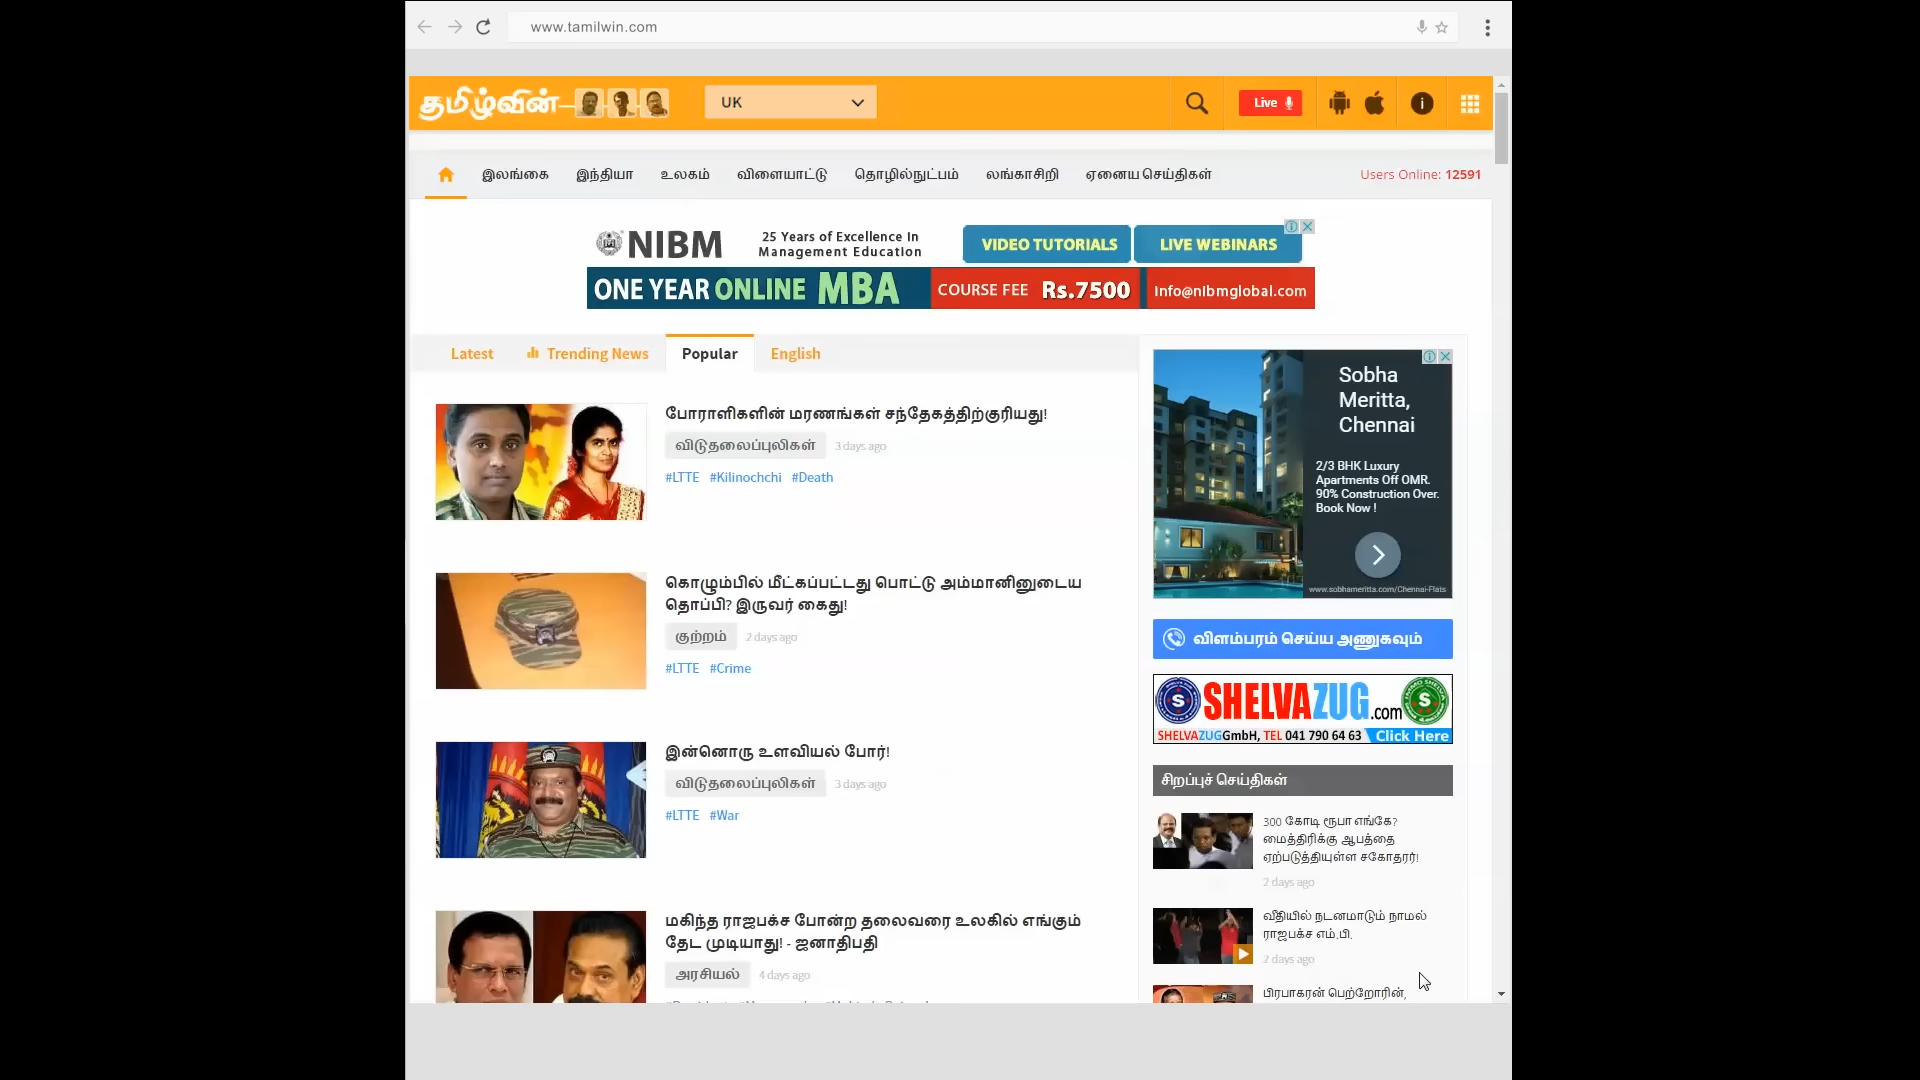 www.tamilwin.com
தமிழ்வின்
UK
Live
இலங்கை
இந்தியா
உலகம்
விளையாட்டு
தொழில்நுட்பம்
லங்காசிறி
ஏனைய செய்திகள்
Users Online: 12591
NIBM
25 Years of Excellence In
Management Education
VIDEO TUTORIALS
LIVE WEBINARS
ONE YEAR ONLINE MBA
COURSE FEE Rs.7500
info@nibmglobal.com
Latest
Trending News
Popular
English
போராளிகளின் மரணங்கள் சந்தேகத்திற்குரியது!
விடுதலைப்புலிகள்
3 days ago
#LTTE #Kilinochchi #Death
கொழும்பில் மீட்கப்பட்டது பொட்டு அம்மானினுடைய
தொப்பி? இருவர் கைது!
குற்றம்
2 days ago
#LTTE #Crime
இன்னொரு உளவியல் போர்!
விடுதலைப்புலிகள்
3 days ago
#LTTE #War
மகிந்த ராஜபக்ச போன்ற தலைவரை உலகில் எங்கும்
தேட முடியாது! - ஜனாதிபதி
அரசியல்
4 days ago
Sobha
Meritta,
Chennai
2/3 BHK Luxury
Apartments Off OMR.
90% Construction Over.
Book Now !
www.sobhameritta.com/Chennai-Flats
விளம்பரம் செய்ய அணுகவும்
SHELVAZUG.com
SHELVAZUG GmbH, TEL 041 790 64 63 Click Here
சிறப்புச் செய்திகள்
300 கோடி ரூபா எங்கே?
மைத்திரிக்கு ஆபத்தை
ஏற்படுத்தியுள்ள சகோதரர்!
2 days ago
வீதியில் நடனமாடும் நாமல்
ராஜபக்ச எம்.பி.
2 days ago
பிரபாகரன் பெற்றோரின்,